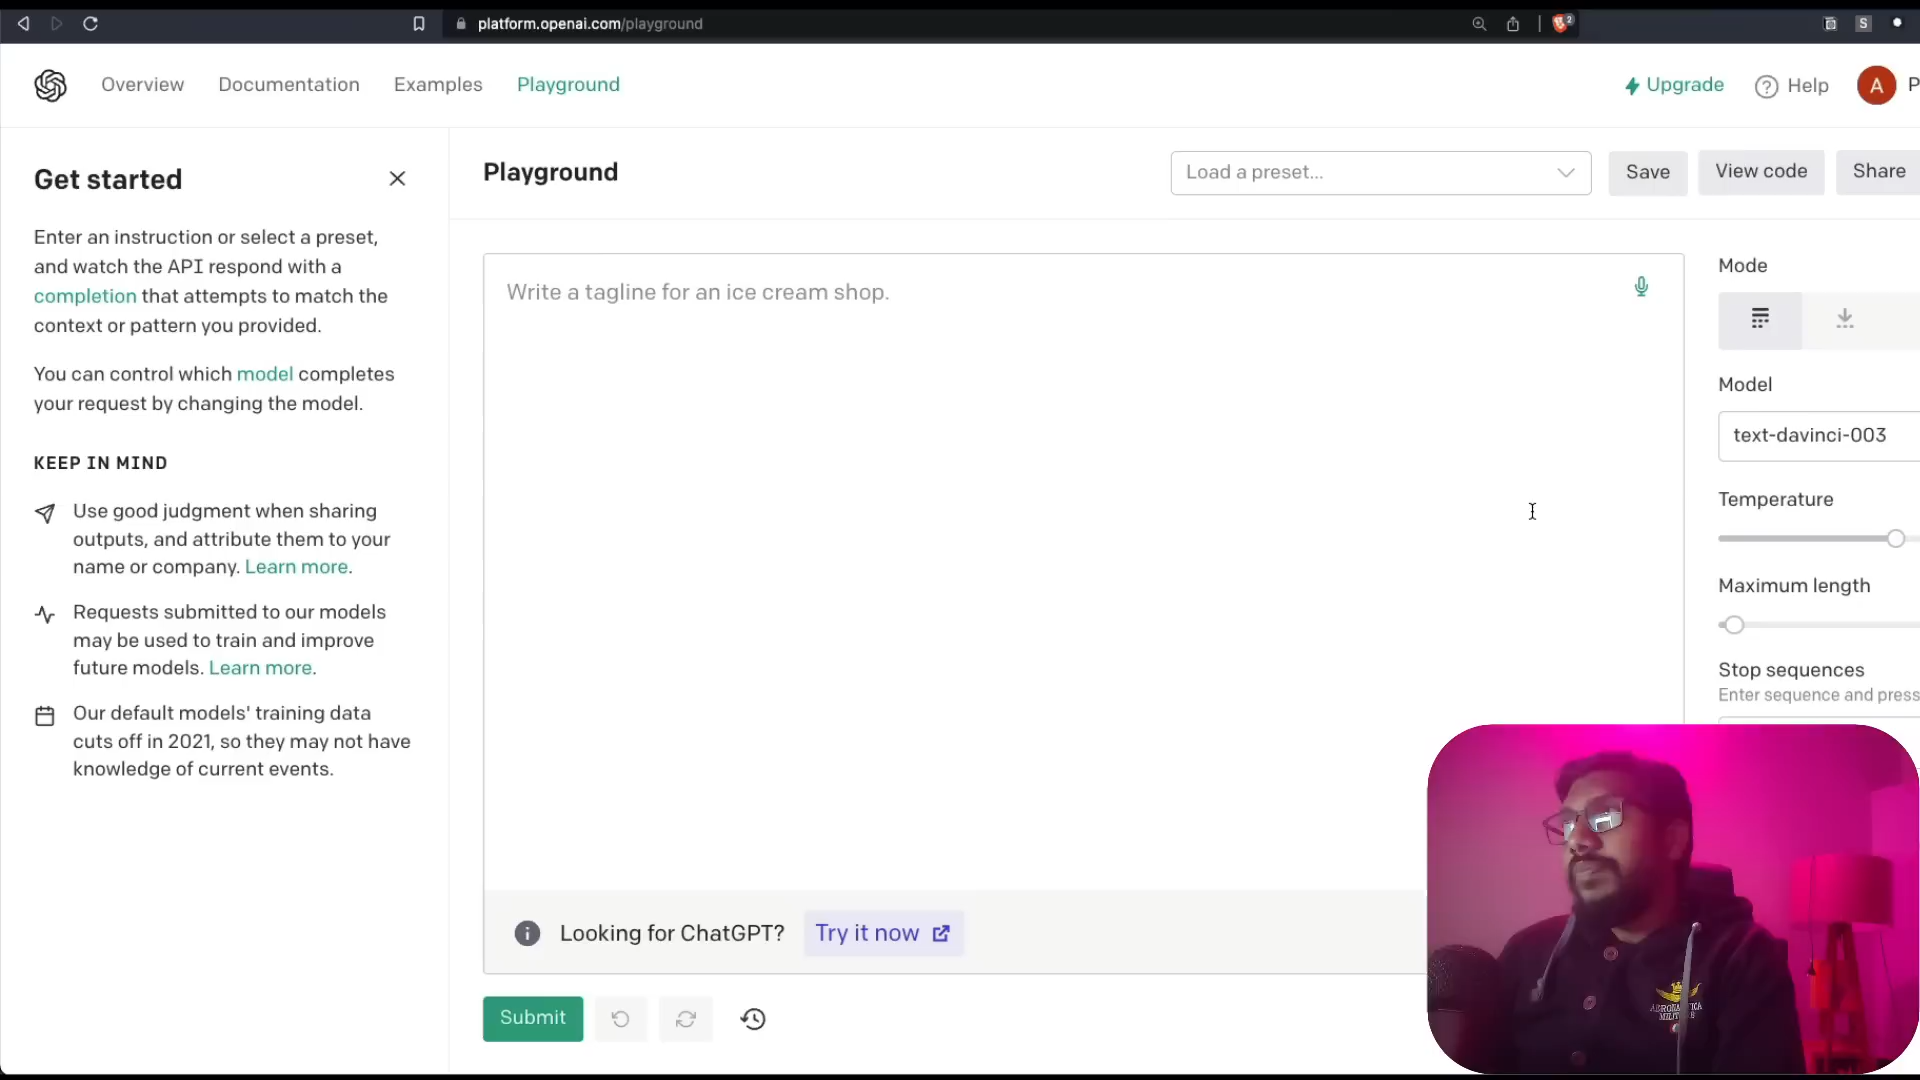 platform.openai.com/playground
2
S
Overview
Documentation
Examples
Playground
Upgrade
Help
A
P
Get started
Enter an instruction or select a preset,
and watch the API respond with a
completion that attempts to match the
context or pattern you provided.
You can control which model completes
your request by changing the model.
KEEP IN MIND
Use good judgment when sharing
outputs, and attribute them to your
name or company. Learn more.
Requests submitted to our models
may be used to train and improve
future models. Learn more.
Our default models' training data
cuts off in 2021, so they may not have
knowledge of current events.
Playground
Load a preset...
Save
View code
Share
Write a tagline for an ice cream shop.
Looking for ChatGPT?
Try it now
Submit
Mode
Model
text-davinci-003
Temperature
Maximum length
Stop sequences
Enter sequence and press